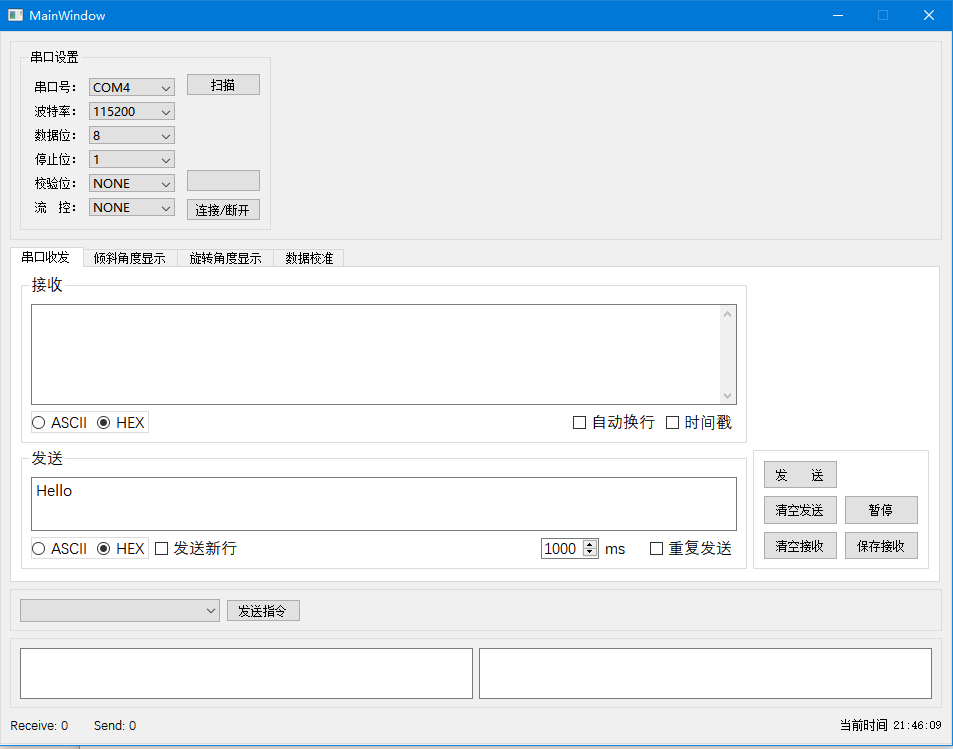 MainWindow
串口设置
串口号： COM4 扫描
波特率： 115200
数据位： 8
停止位： 1
校验位： NONE
流 控： NONE 连接/断开
串口收发 倾斜角度显示 旋转角度显示 数据校准
接收
ASCII HEX 自动换行 时间戳
发送
Hello
发 送
清空发送 暂停
ASCII HEX 发送新行 1000 ms 重复发送
清空接收 保存接收
发送指令
Receive: 0 Send: 0 当前时间 21:46:09